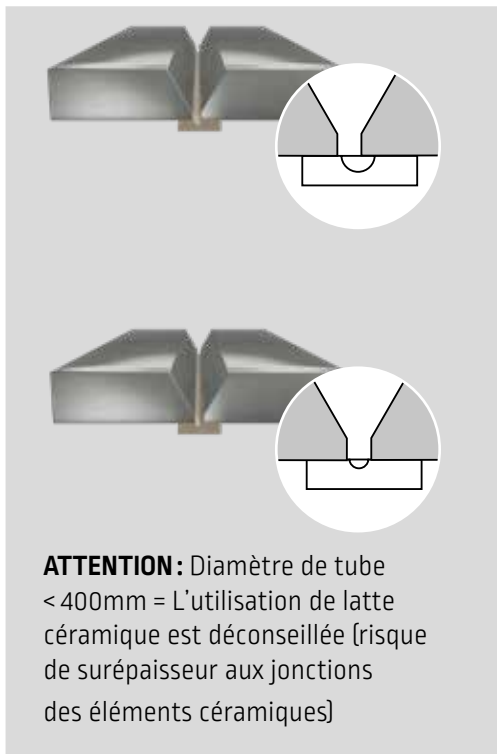 ATTENTION : Diamètre de tube
< 400mm = L’utilisation de latte
céramique est déconseillée (risque
de surépaisseur aux jonctions
des éléments céramiques)